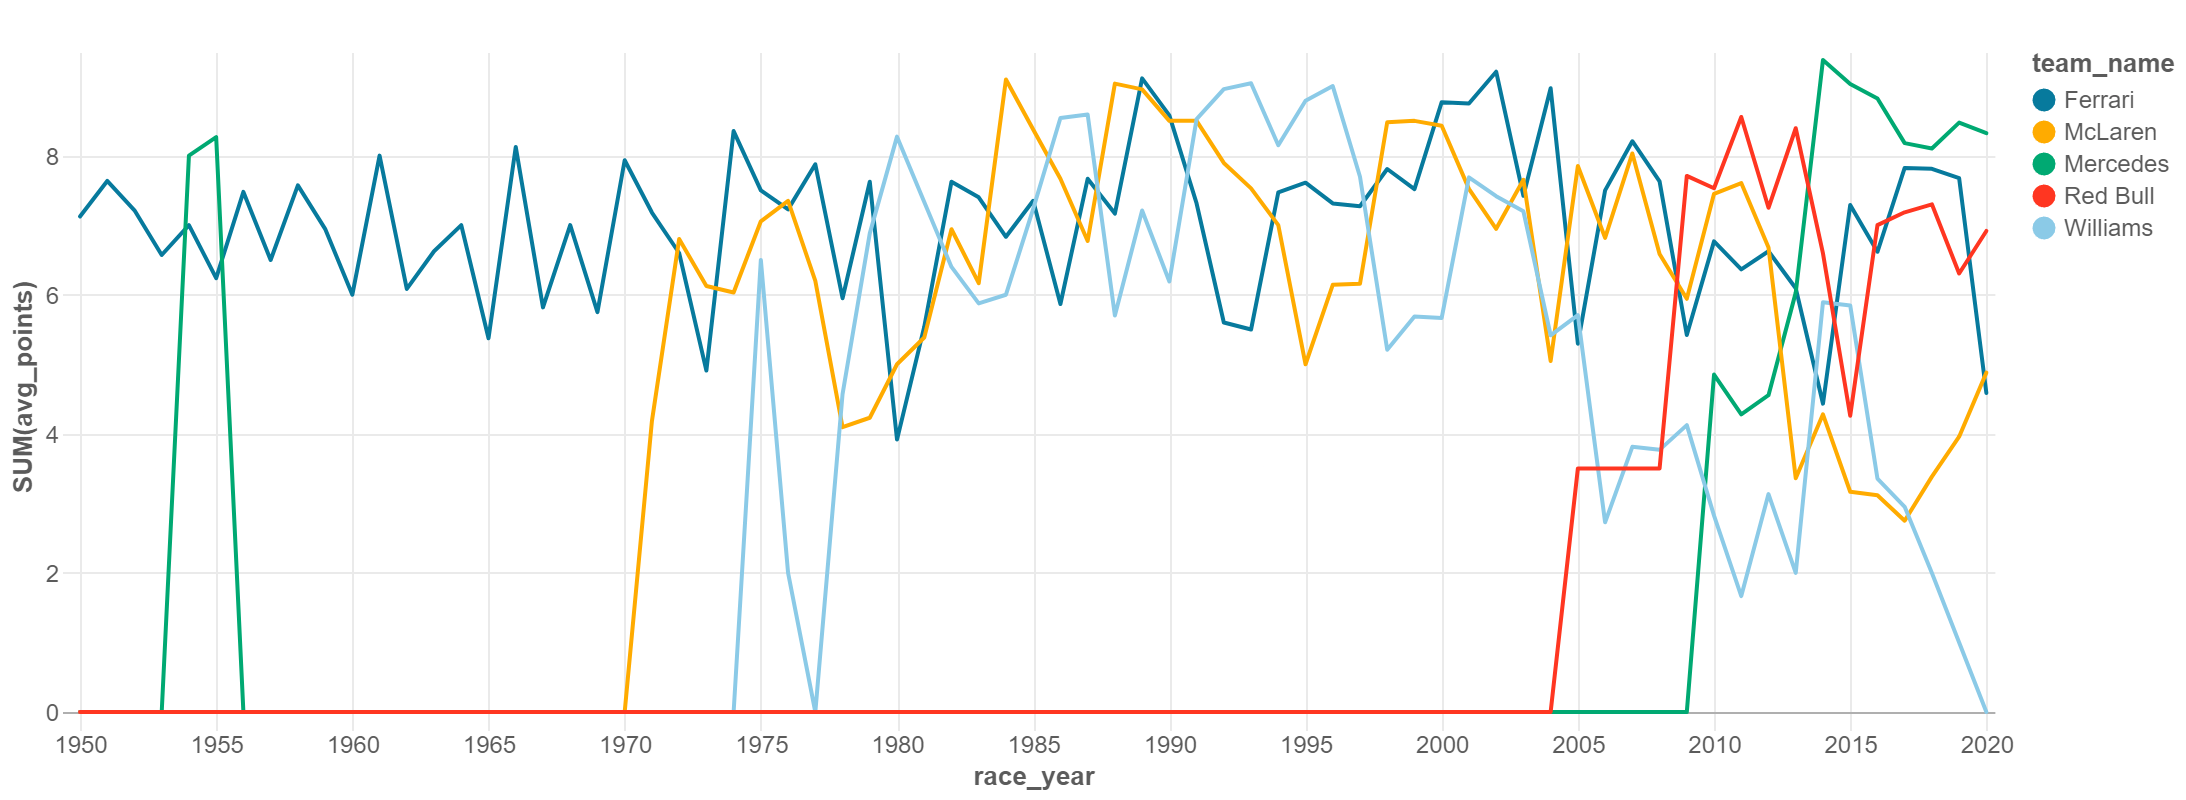 team_name
Ferrari
McLaren
Mercedes
Red Bull
Williams
SUM(avg_points)
8
6
4
2
0
1950 1955 1960 1965 1970 1975 1980 1985 1990 1995 2000 2005 2010 2015 2020
race_year